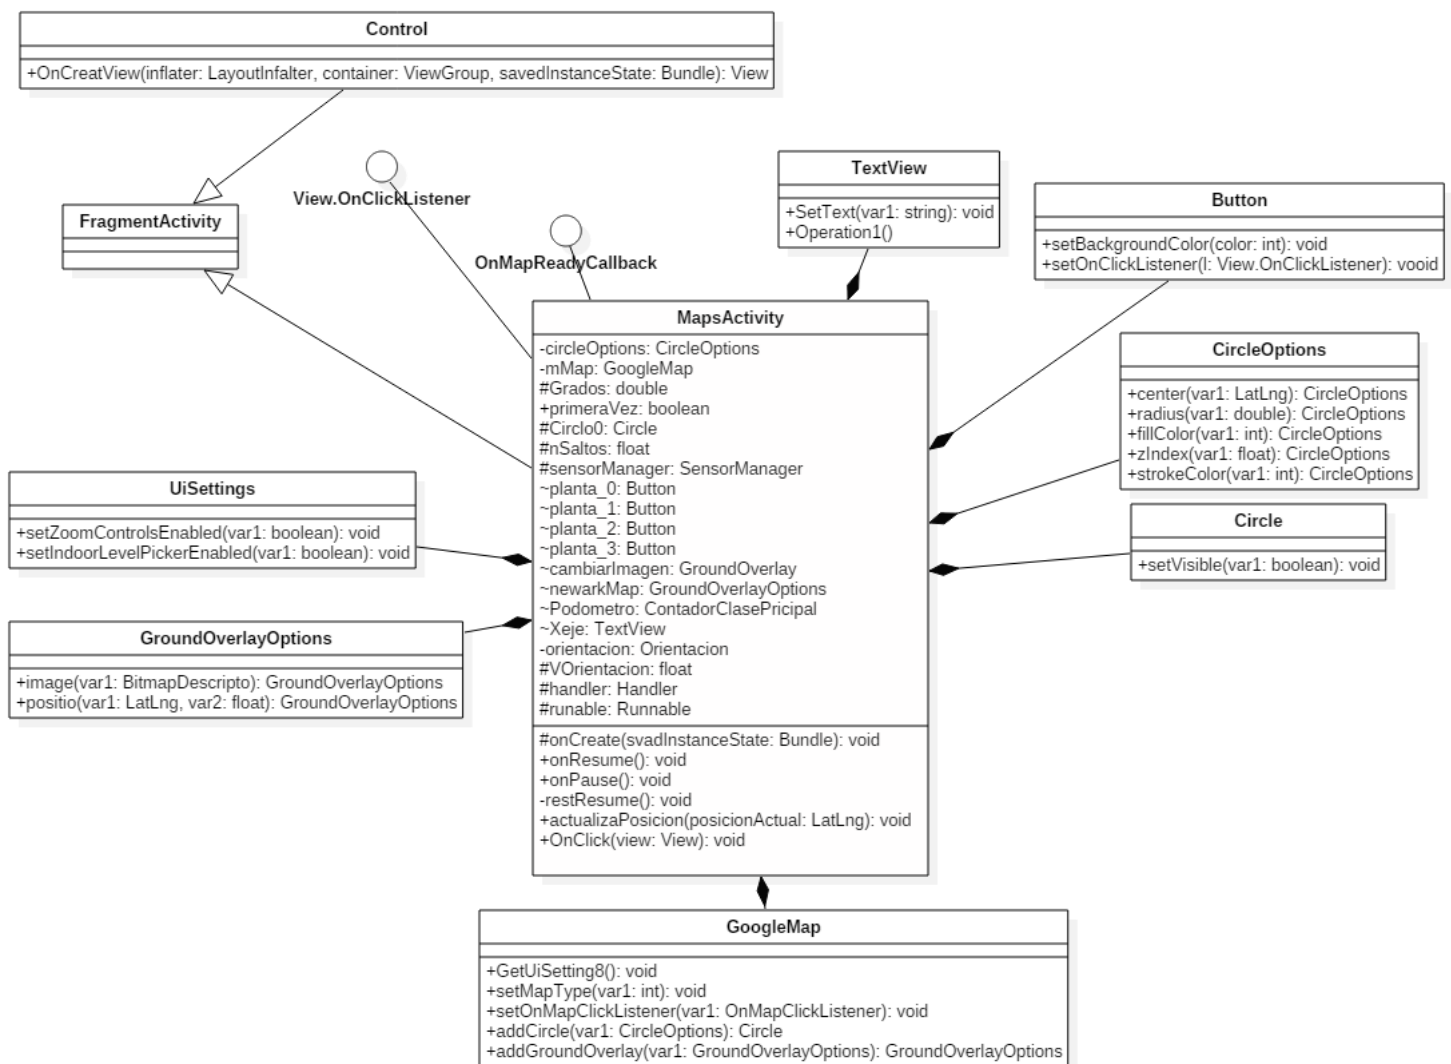 Control
+OnCreatView(inflater: LayoutInfalter, container: ViewGroup, savedInstanceState: Bundle): View
View.OnClickListener
FragmentActivity
OnMapReadyCallback
TextView
+SetText(var1: string): void
+Operation1()
Button
+setBackgroundColor(color: int): void
+setOnClickListener(l: View.OnClickListener): vooid
MapsActivity
-circleOptions: CircleOptions
-mMap: GoogleMap
#Grados: double
+primeraVez: boolean
#Circlo0: Circle
#nSaltos: float
#sensorManager: SensorManager
~planta_0: Button
~planta_1: Button
~planta_2: Button
~planta_3: Button
~cambiarImagen: GroundOverlay
~newarkMap: GroundOverlayOptions
~Podometro: ContadorClasePricipal
~Xeje: TextView
-orientacion: Orientacion
#VOrientacion: float
#handler: Handler
#runable: Runnable
#onCreate(svadInstanceState: Bundle): void
+onResume(): void
+onPause(): void
-restResume(): void
+actualizaPosicion(posicionActual: LatLng): void
+OnClick(view: View): void
CircleOptions
+center(var1: LatLng): CircleOptions
+radius(var1: double): CircleOptions
+fillColor(var1: int): CircleOptions
+zIndex(var1: float): CircleOptions
+strokeColor(var1: int): CircleOptions
Circle
+setVisible(var1: boolean): void
UiSettings
+setZoomControlsEnabled(var1: boolean): void
+setIndoorLevelPickerEnabled(var1: boolean): void
GroundOverlayOptions
+image(var1: BitmapDescripto): GroundOverlayOptions
+positio(var1: LatLng, var2: float): GroundOverlayOptions
GoogleMap
+GetUiSetting8(): void
+setMapType(var1: int): void
+setOnMapClickListener(var1: OnMapClickListener): void
+addCircle(var1: CircleOptions): Circle
+addGroundOverlay(var1: GroundOverlayOptions): GroundOverlayOptions